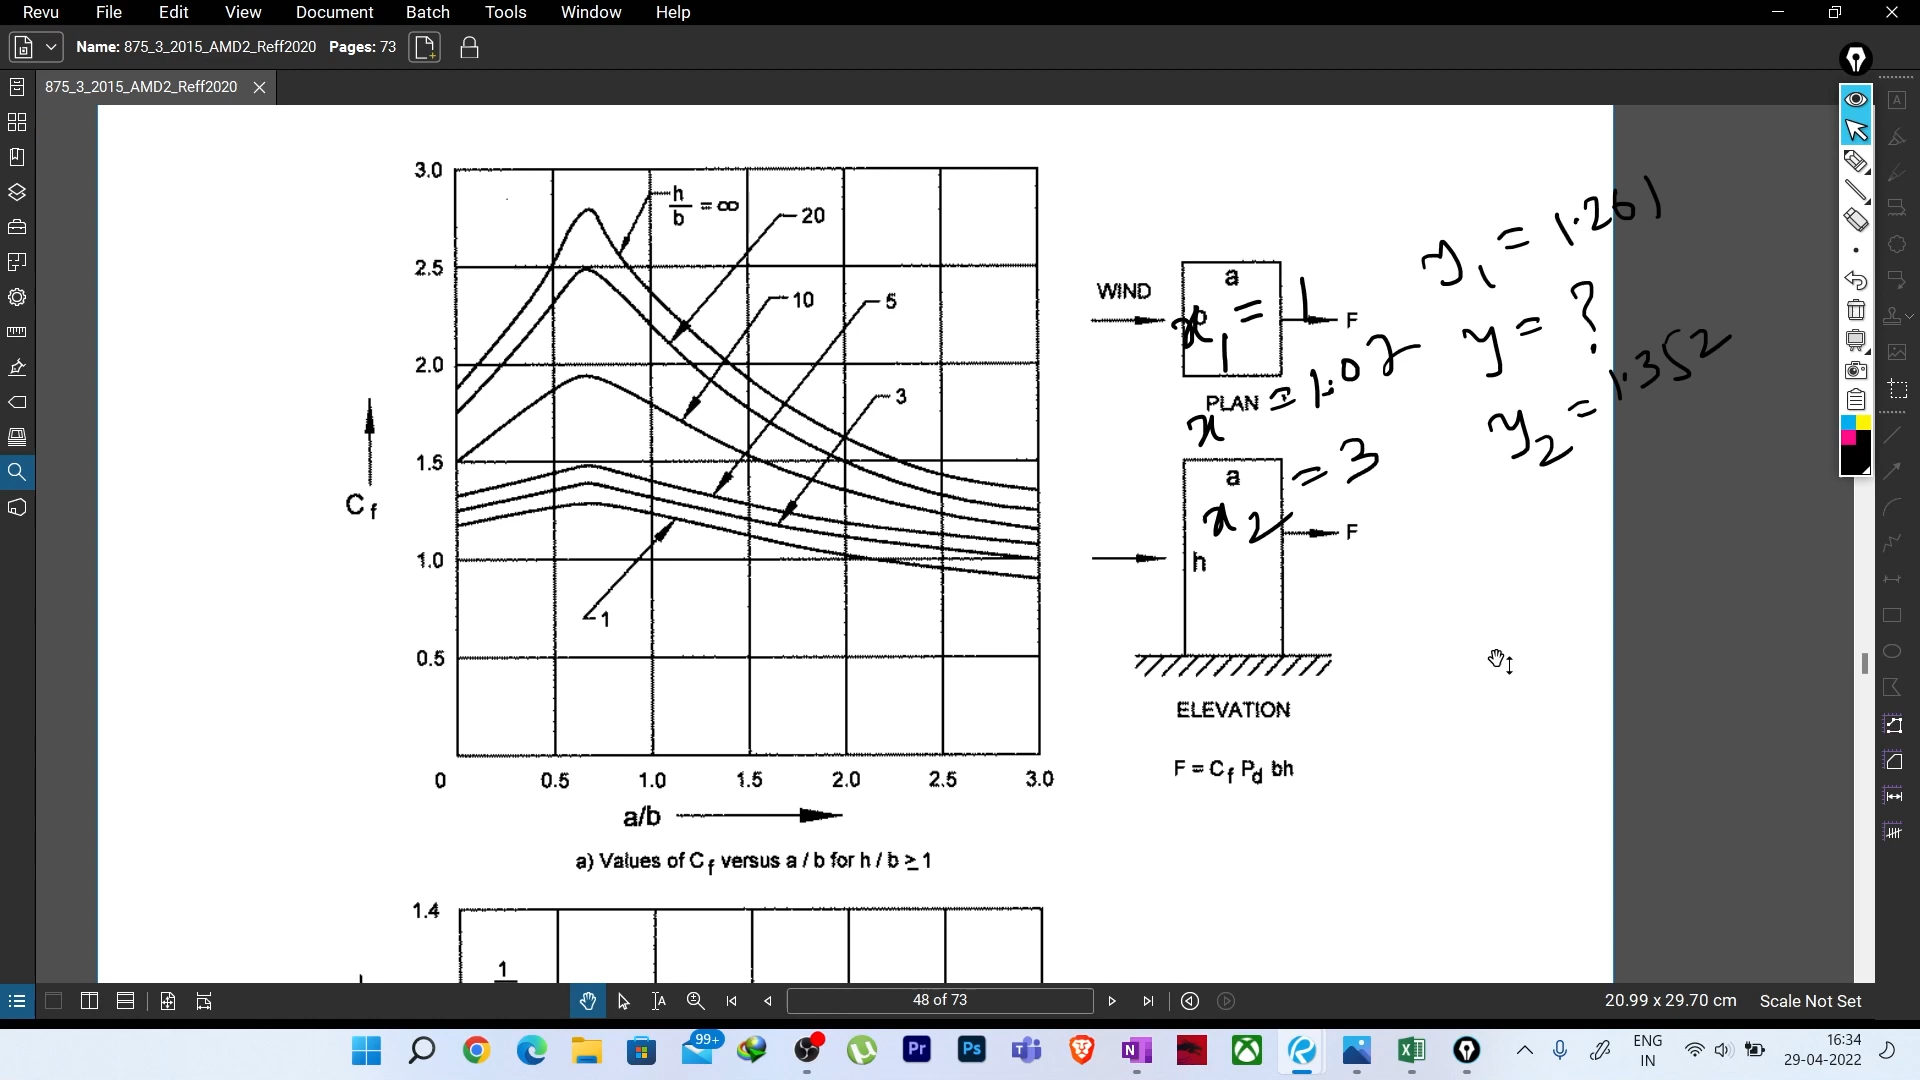 Revu File Edit View Document Batch Tools Window Help
Name: 875_3_2015_AMD2_Reff2020 Pages: 73
875_3_2015_AMD2_Reff2020
3.0
2.5
2.0
1.5
1.0
0.5
0 0.5 1.0 1.5 2.0 2.5 3.0
C f
a/b
h/b = ∞
20
10
5
3
1
a) Values of C f versus a / b for h / b ≥ 1
1.4
1
WIND
a
b
F
PLAN
a
h
F
ELEVATION
F = C f P d bh
x1 = 1
x = 1.02
x2 = 3
y1 = 1.261
y = ?
y2 = 1.352
48 of 73
20.99 x 29.70 cm Scale Not Set
99+
Pr
Ps
ENG
IN
16:34
29-04-2022